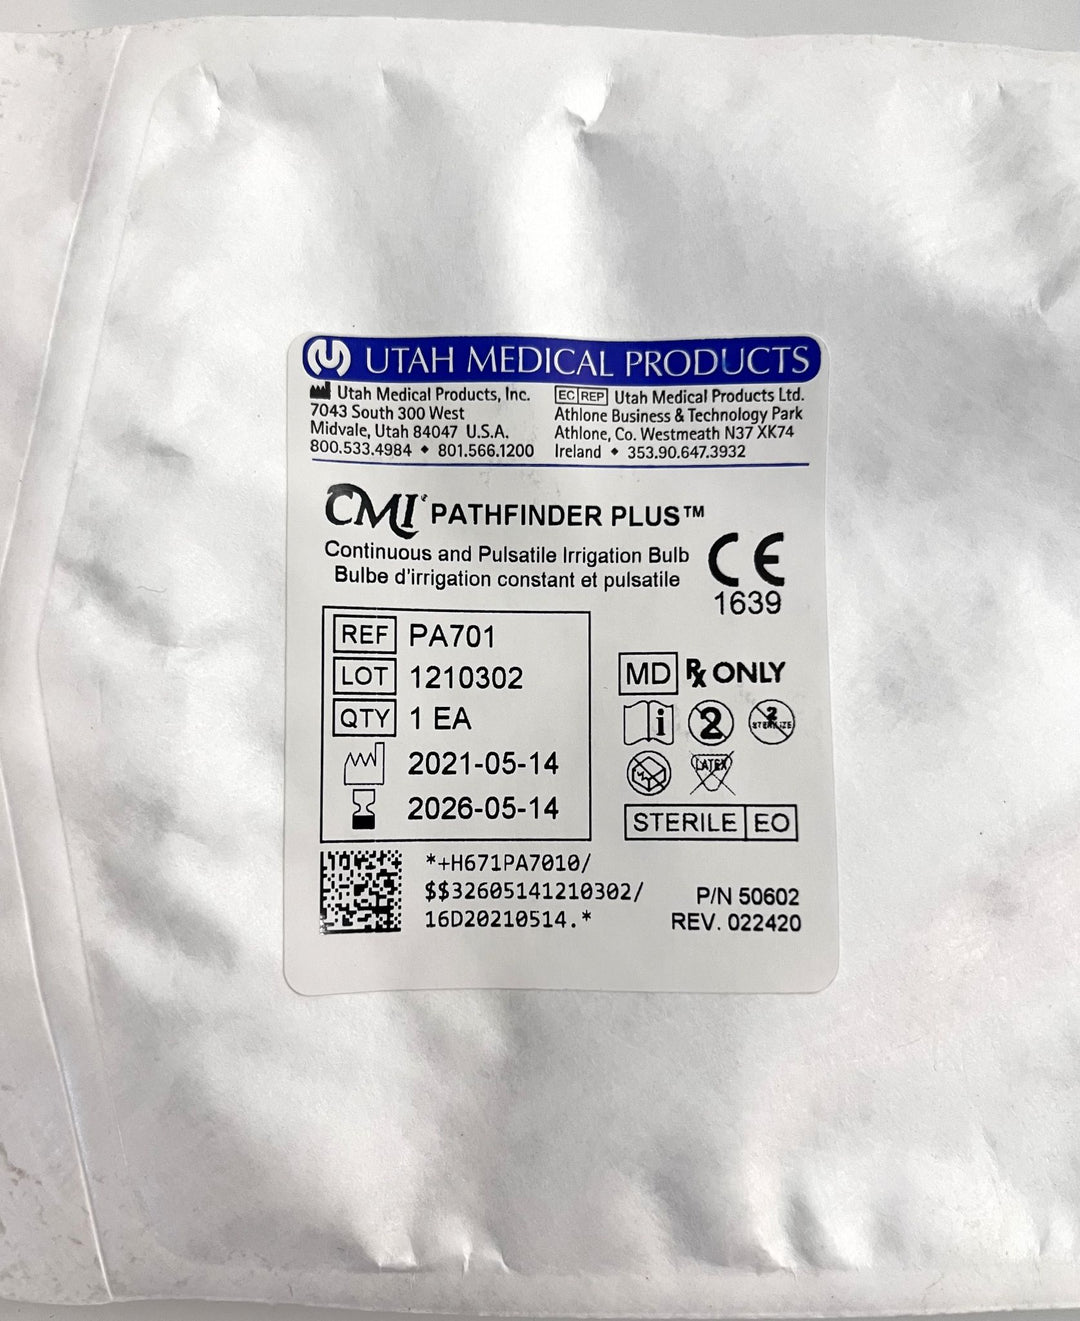 UTAH MEDICAL PRODUCTS
Utah Medical Products, Inc.
7043 South 300 West
Midvale, Utah 84047 U.S.A.
800.533.4984 ◆ 801.566.1200
EC REP Utah Medical Products Ltd.
Athlone Business & Technology Park
Athlone, Co. Westmeath N37 XK74
Ireland ◆ 353.90.647.3932
CMI® PATHFINDER PLUS™
Continuous and Pulsatile Irrigation Bulb
Bulbe d'irrigation constant et pulsatile
CE
1639
REF PA701
LOT 1210302
QTY 1 EA
2021-05-14
2026-05-14
MD Rx ONLY
i 2 2
STERILIZE
LATEX
STERILE EO
*+H671PA7010/
$$32605141210302/
16D20210514.*
P/N 50602
REV. 022420